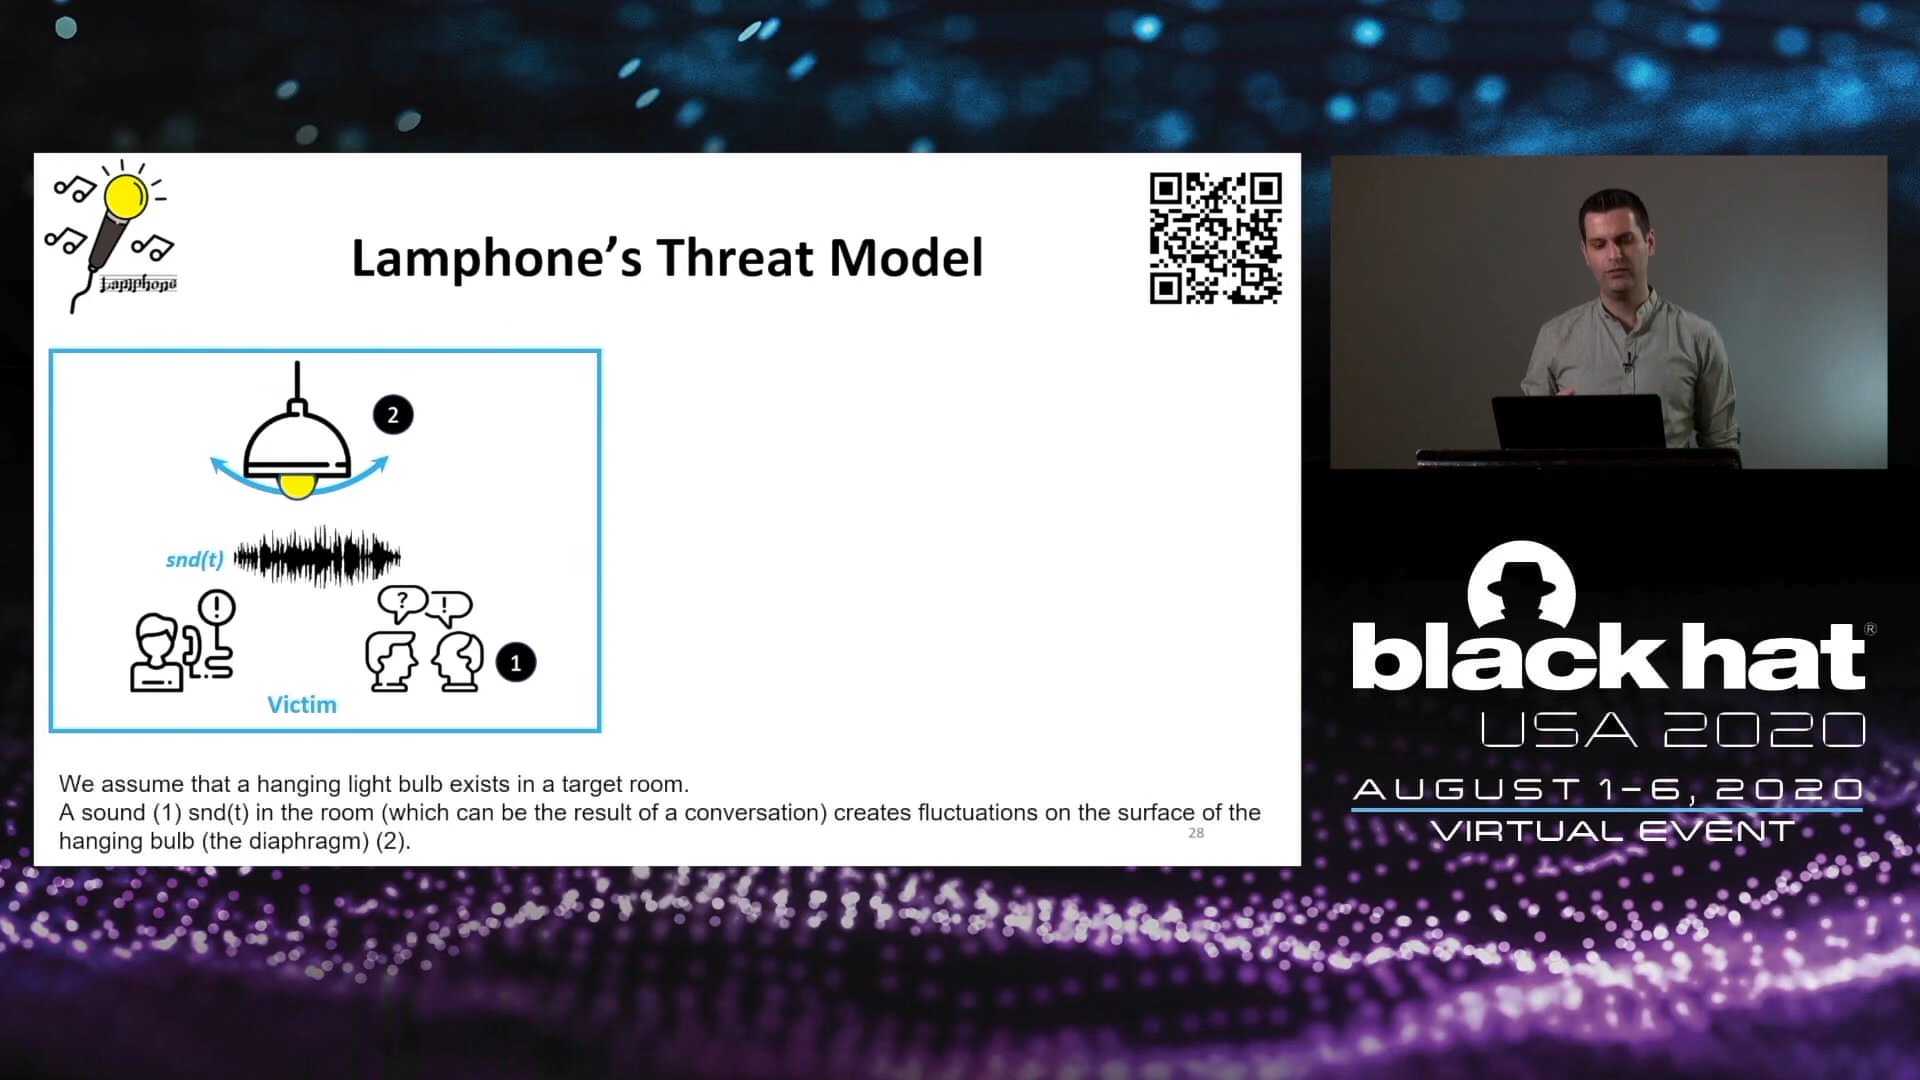 Lamphone
Lamphone’s Threat Model
2
snd(t)
?
!
!
1
Victim
We assume that a hanging light bulb exists in a target room.
A sound (1) snd(t) in the room (which can be the result of a conversation) creates fluctuations on the surface of the
hanging bulb (the diaphragm) (2).
28
black hat®
USA 2020
AUGUST 1-6, 2020
VIRTUAL EVENT